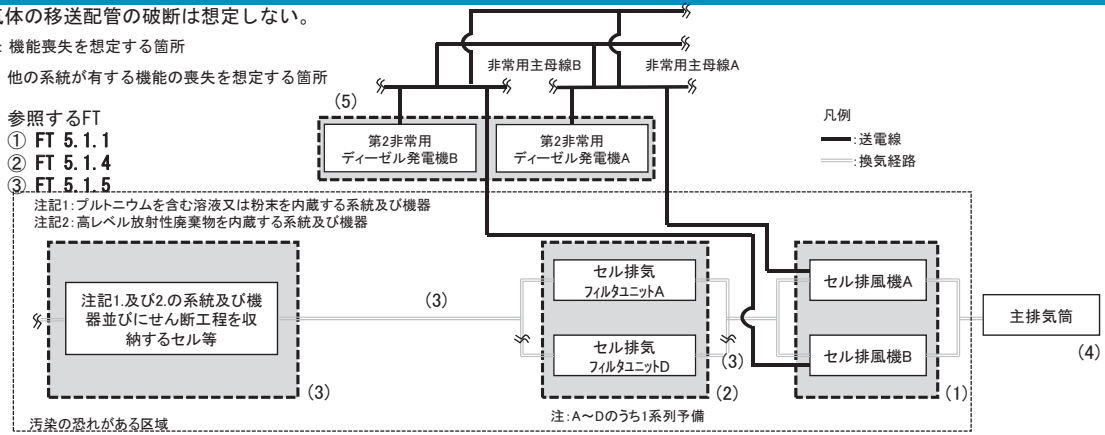 気体の移送配管の破断は想定しない。
: 機能喪失を想定する箇所
他の系統が有する機能の喪失を想定する箇所
参照するFT
① FT 5.1.1
② FT 5.1.4
③ FT 5.1.5
非常用主母線B
非常用主母線A
(5)
第2非常用
ディーゼル発電機B
第2非常用
ディーゼル発電機A
凡例
:送電線
:換気経路
注記1:プルトニウムを含む溶液又は粉末を内蔵する系統及び機器
注記2:高レベル放射性廃棄物を内蔵する系統及び機器
注記1.及び2.の系統及び機
器並びにせん断工程を収
納するセル等
(3)
(3)
セル排気
フィルタユニットA
セル排気
フィルタユニットD
(3)
(2)
セル排風機A
セル排風機B
(1)
主排気筒
(4)
注:A~Dのうち1系列予備
汚染の恐れがある区域